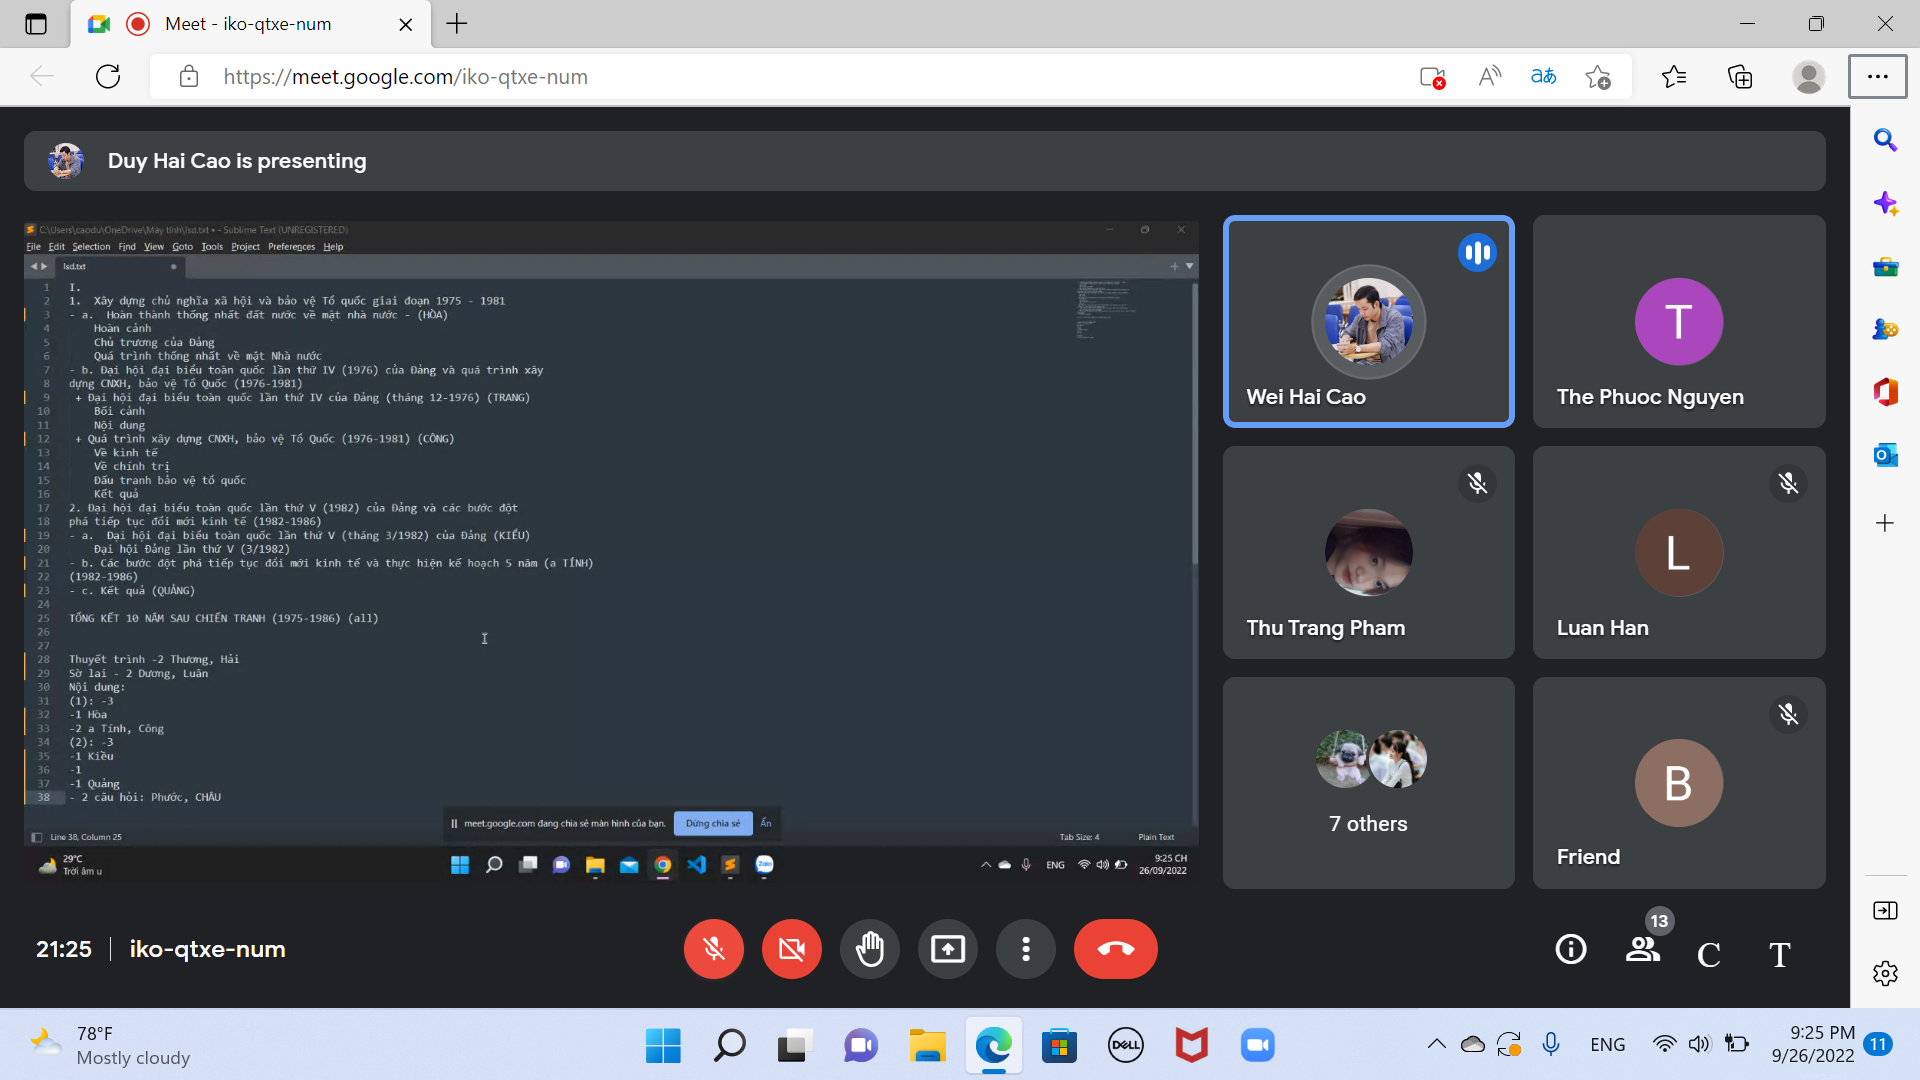 Meet - iko-qtxe-num
https://meet.google.com/iko-qtxe-num
aあ
Duy Hai Cao is presenting
C:\Users\caodu\OneDrive\Máy tính\lsd.txt • - Sublime Text (UNREGISTERED)
File Edit Selection Find View Goto Tools Project Preferences Help
lsd.txt
1 I.
2 1. Xây dựng chủ nghĩa xã hội và bảo vệ Tổ quốc giai đoạn 1975 - 1981
3 - a. Hoàn thành thống nhất đất nước về mặt nhà nước - (HÒA)
4 Hoàn cảnh
5 Chủ trương của Đảng
6 Quá trình thống nhất về mặt Nhà nước
7 - b. Đại hội đại biểu toàn quốc lần thứ IV (1976) của Đảng và quá trình xây
8 dựng CNXH, bảo vệ Tổ Quốc (1976-1981)
9 + Đại hội đại biểu toàn quốc lần thứ IV của Đảng (tháng 12-1976) (TRANG)
10 Bối cảnh
11 Nội dung
12 + Quá trình xây dựng CNXH, bảo vệ Tổ Quốc (1976-1981) (CÔNG)
13 Về kinh tế
14 Về chính trị
15 Đấu tranh bảo vệ tổ quốc
16 Kết quả
17 2. Đại hội đại biểu toàn quốc lần thứ V (1982) của Đảng và các bước đột
18 phá tiếp tục đổi mới kinh tế (1982-1986)
19 - a. Đại hội đại biểu toàn quốc lần thứ V (tháng 3/1982) của Đảng (KIỀU)
20 Đại hội Đảng lần thứ V (3/1982)
21 - b. Các bước đột phá tiếp tục đổi mới kinh tế và thực hiện kế hoạch 5 năm (a TÍNH)
22 (1982-1986)
23 - c. Kết quả (QUẢNG)
24
25 TỔNG KẾT 10 NĂM SAU CHIẾN TRANH (1975-1986) (all)
26
27
28 Thuyết trình -2 Thương, Hải
29 Sờ lai - 2 Dương, Luân
30 Nội dung:
31 (1): -3
32 -1 Hòa
33 -2 a Tính, Công
34 (2): -3
35 -1 Kiều
36 -1
37 -1 Quảng
38 - 2 câu hỏi: Phước, CHÂU
meet.google.com đang chia sẻ màn hình của bạn. Dừng chia sẻ Ẩn
Line 38, Column 25 Tab Size: 4 Plain Text
29°C
Trời âm u
Zalo
ENG
9:25 CH
26/09/2022
Wei Hai Cao
T
The Phuoc Nguyen
Thu Trang Pham
L
Luan Han
7 others
B
Friend
21:25 iko-qtxe-num
13
C T
78°F
Mostly cloudy
DELL
ENG
9:25 PM
9/26/2022
11